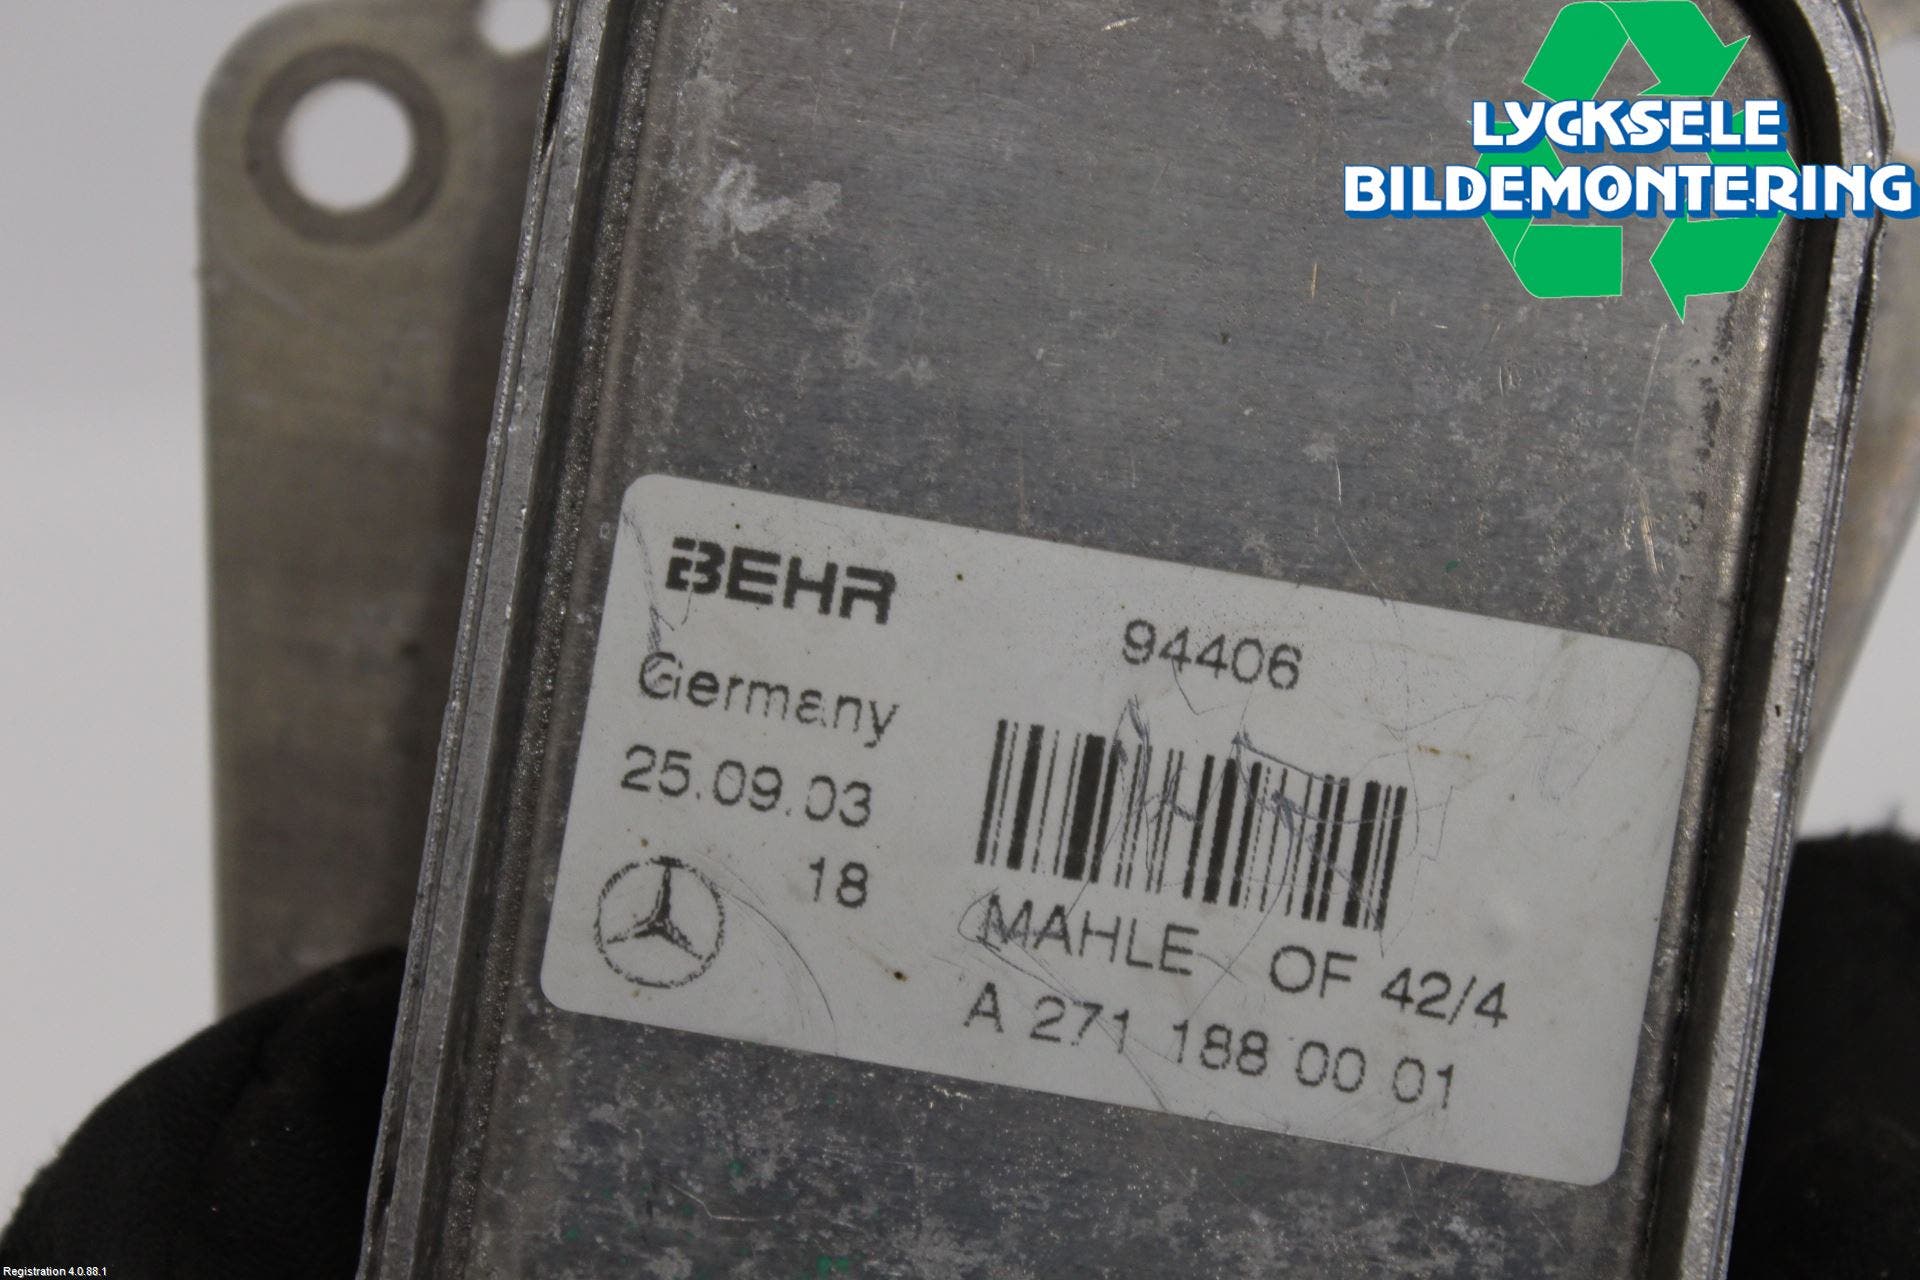 LYCKSELE
BILDEMONTERING
BEHR
94406
Germany
25.09.03
18
MAHLE OF 42/4
A 271 188 00 01
Registration 4.0.88.1